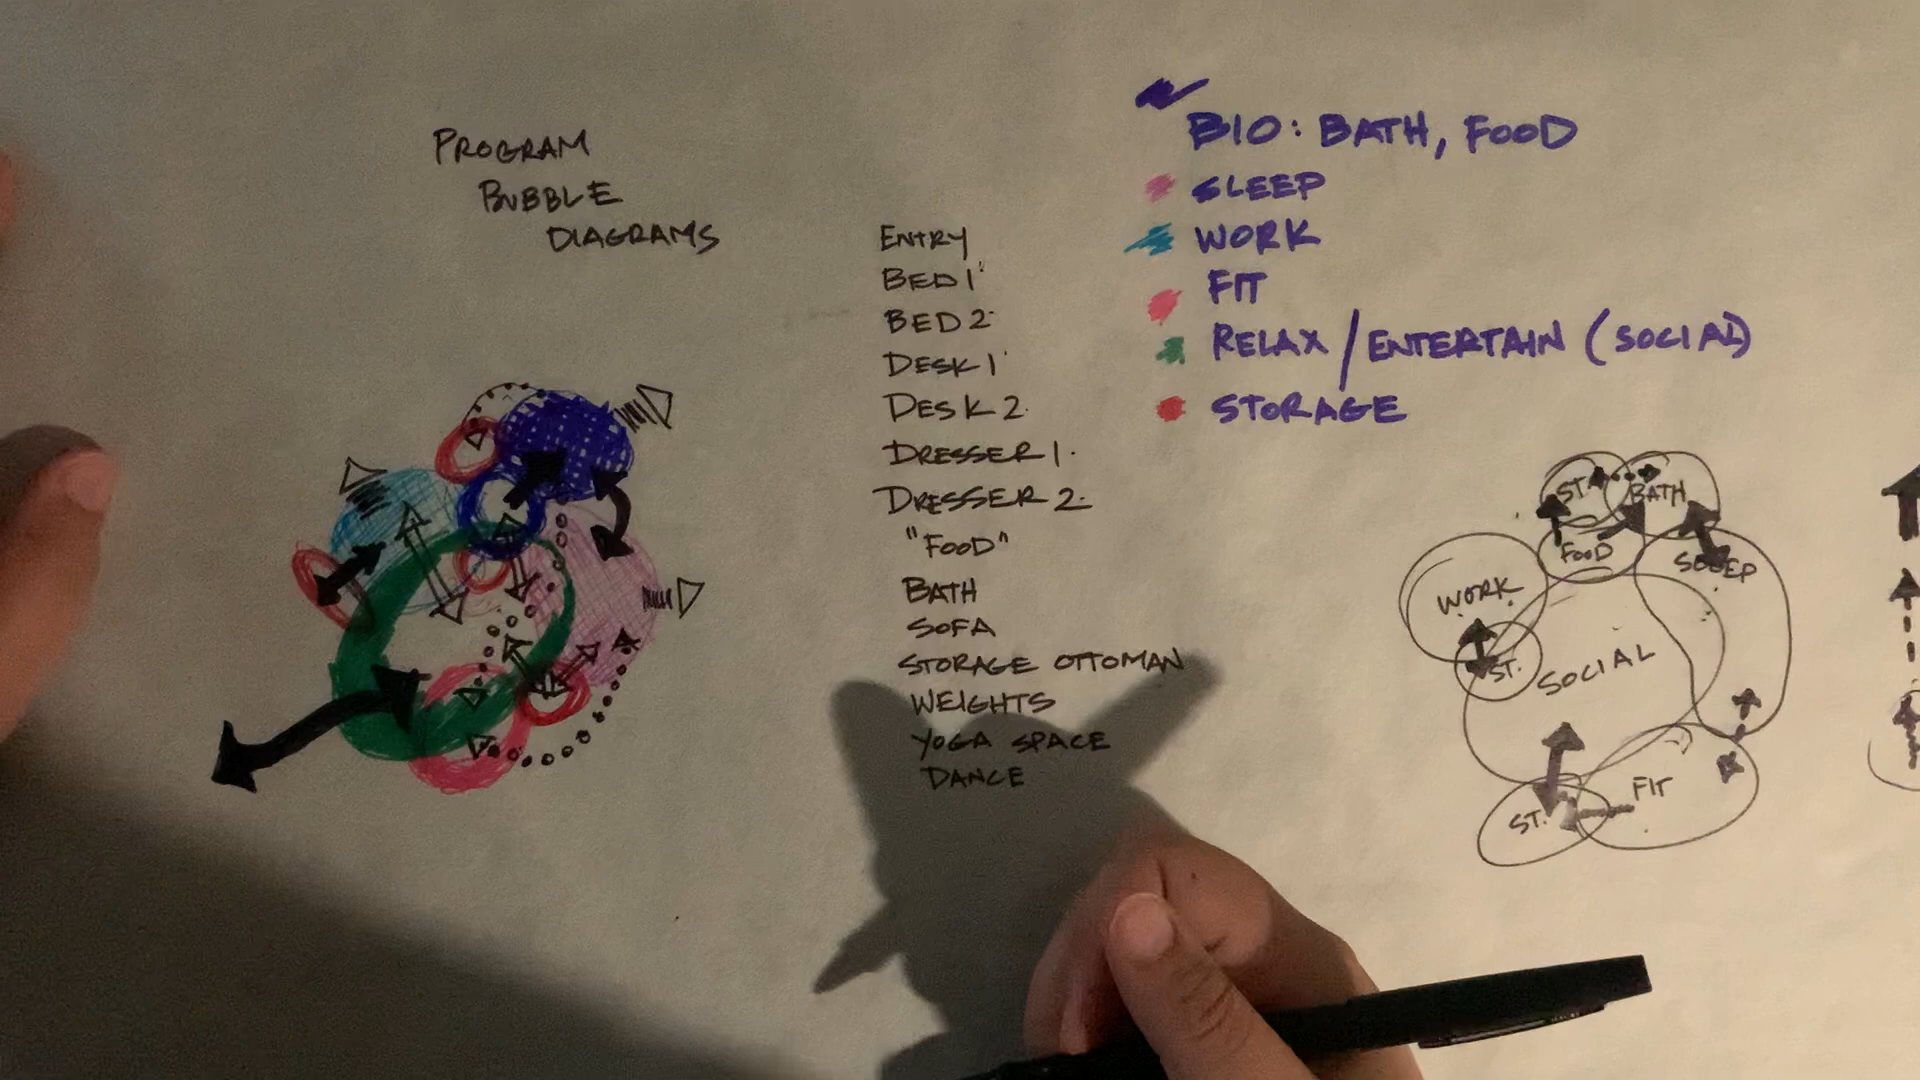 PROGRAM
BUBBLE
DIAGRAMS
ENTRY
BED 1
BED 2
DESK 1
DESK 2
DRESSER 1
DRESSER 2
"FOOD"
BATH
SOFA
STORAGE OTTOMAN
WEIGHTS
YOGA SPACE
DANCE
BIO: BATH, FOOD
SLEEP
WORK
FIT
RELAX / ENTERTAIN (SOCIAL)
STORAGE
ST. BATH
FOOD
SLEEP
WORK
ST.
SOCIAL
FIT
ST.